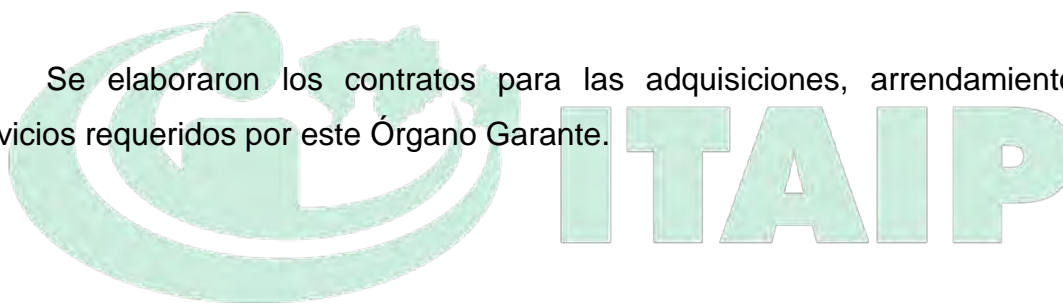 Se elaboraron los contratos para las adquisiciones, arrendamiento
vicios requeridos por este Órgano Garante.
ITAIP